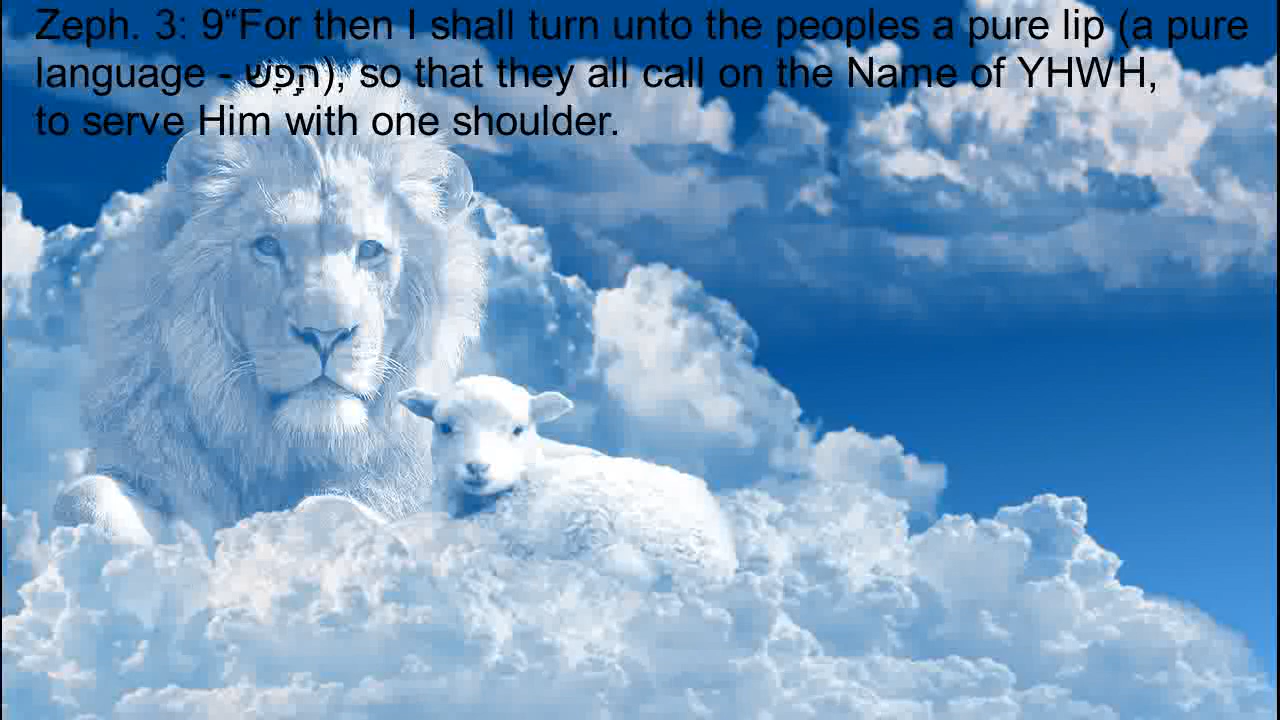 Zeph. 3: 9“For then I shall turn unto the peoples a pure lip (a pure
language - הָפָשׂ), so that they all call on the Name of YHWH,
to serve Him with one shoulder.